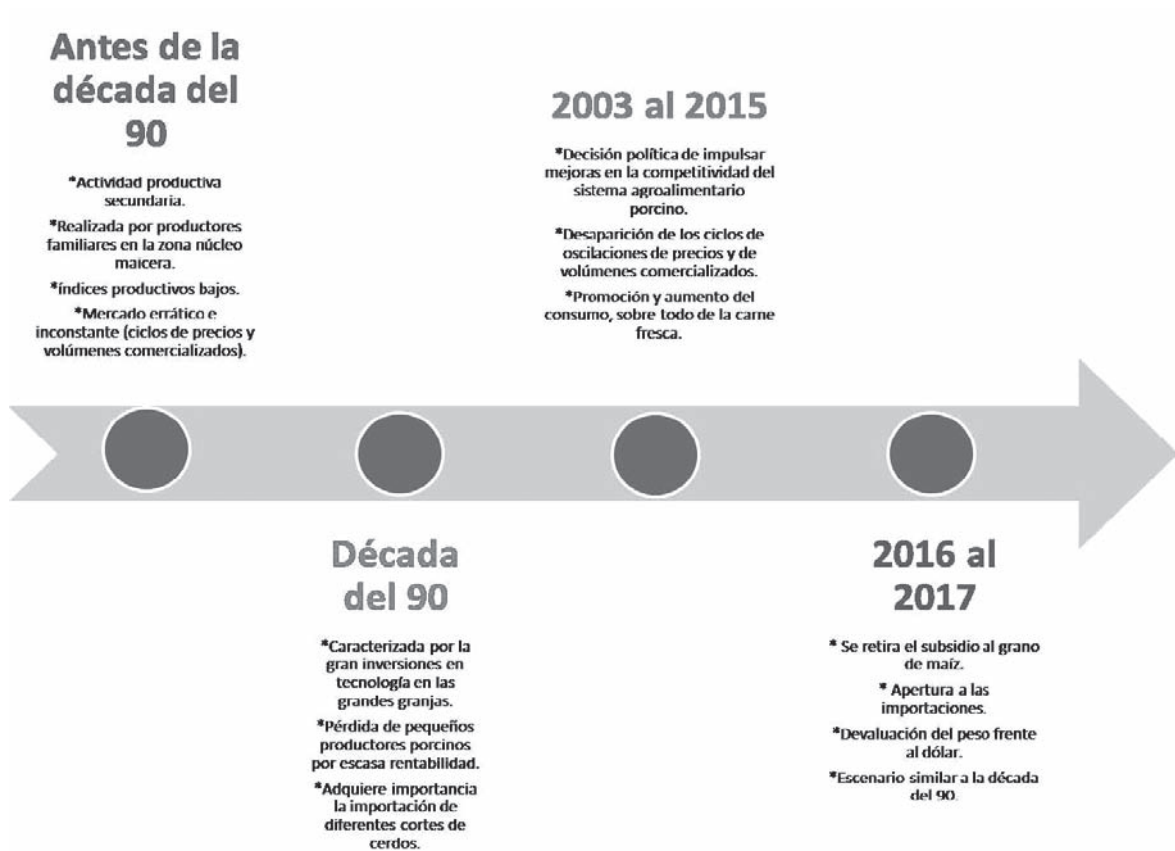 Antes de la
década del
90
*Actividad productiva
secundaria.
*Realizada por productores
familiares en la zona núcleo
maicera.
*índices productivos bajos.
*Mercado errático e
inconstante (ciclos de precios y
volúmenes comercializados).
2003 al 2015
*Decisión política de impulsar
mejoras en la competitividad del
sistema agroalimentario
porcino.
*Desaparición de los ciclos de
oscilaciones de precios y de
volúmenes comercializados.
*Promoción y aumento del
consumo, sobre todo de la carne
fresca.
Década
del 90
*Caracterizada por la
gran inversiones en
tecnología en las
grandes granjas.
*Pérdida de pequeños
productores porcinos
por escasa rentabilidad.
*Adquiere importancia
la importación de
diferentes cortes de
cerdos.
2016 al
2017
* Se retira el subsidio al grano
de maíz.
* Apertura a las
importaciones.
*Devaluación del peso frente
al dólar.
*Escenario similar a la década
del 90.